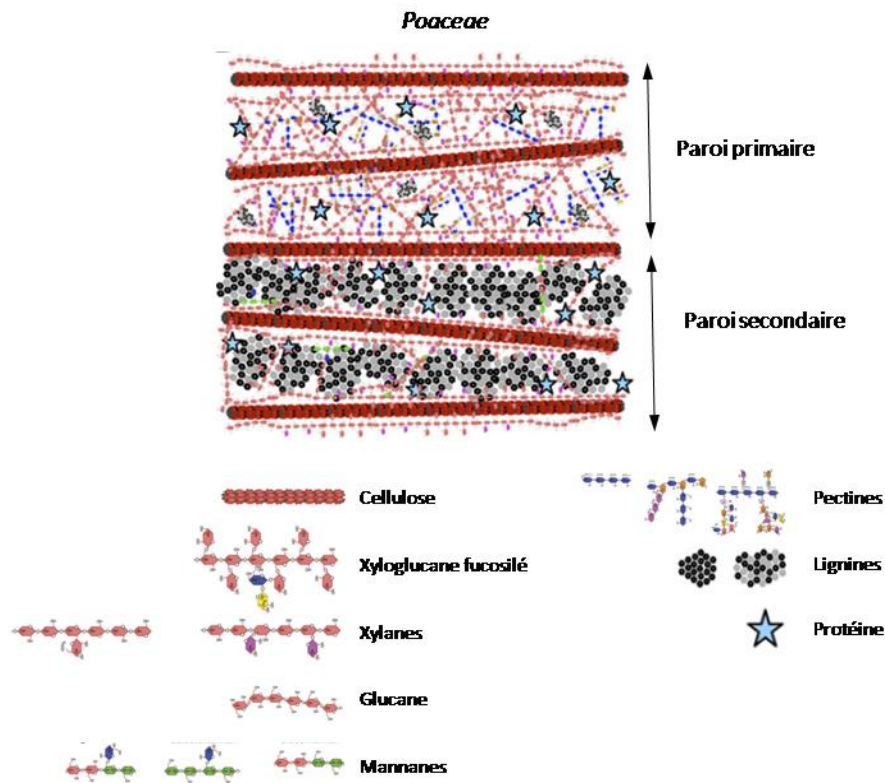 Poaceae
Paroi primaire
Paroi secondaire
Cellulose
Xyloglucane fucosilé
Xylanes
Glucane
Mannanes
Pectines
Lignines
Protéine